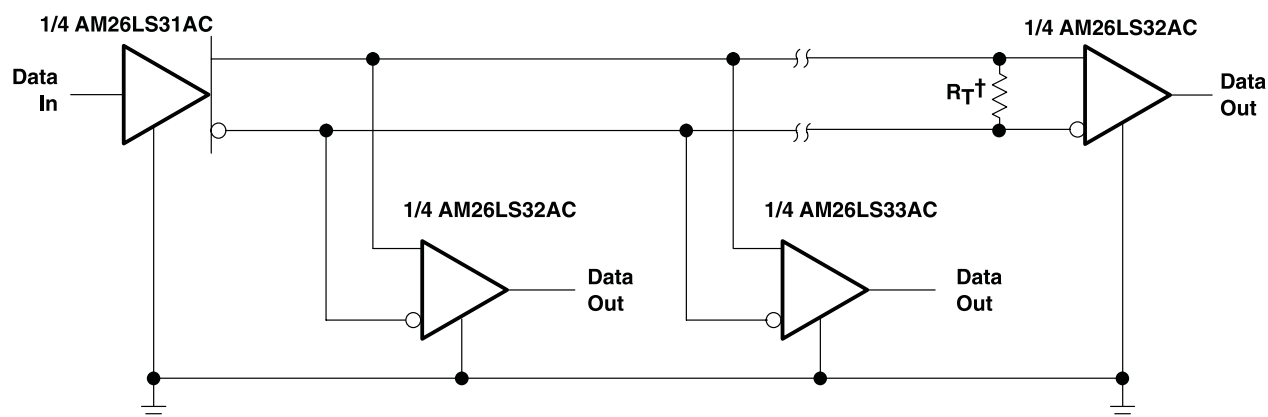 1/4 AM26LS31AC
1/4 AM26LS32AC
Data
In
RT†
Data
Out
1/4 AM26LS32AC
1/4 AM26LS33AC
Data
Out
Data
Out